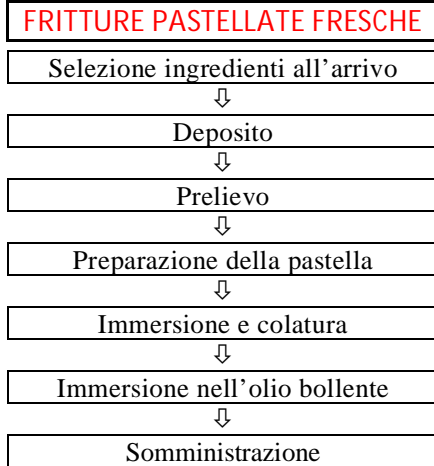 FRITTURE PASTELLATE FRESCHE
Selezione ingredienti all’arrivo
⇩
Deposito
⇩
Prelievo
⇩
Preparazione della pastella
⇩
Immersione e colatura
⇩
Immersione nell’olio bollente
⇩
Somministrazione